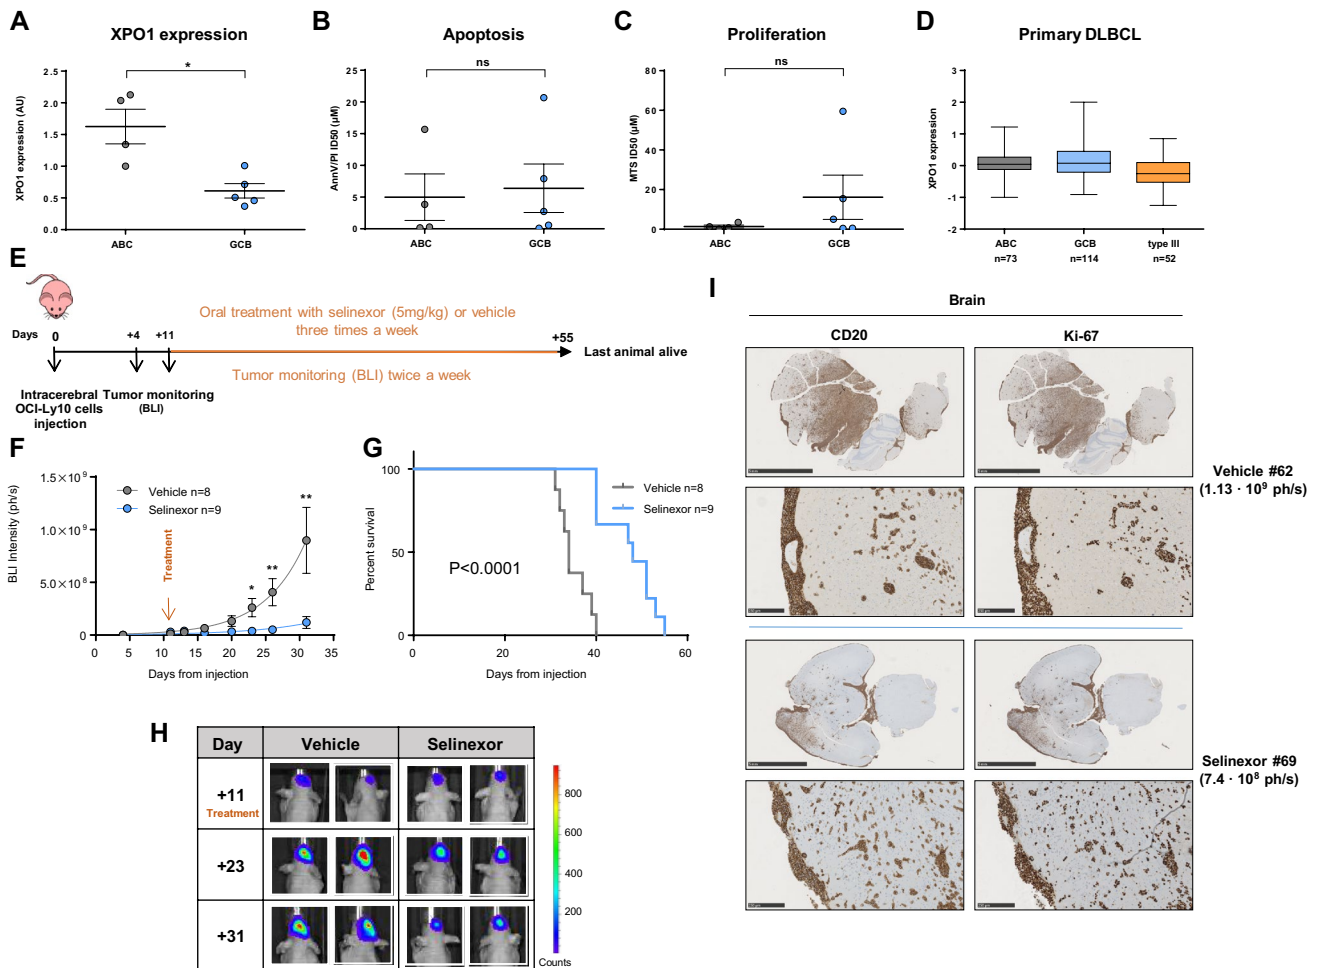 A
XPO1 expression
XPO1 expression (AU)
2.5
2.0
1.5
1.0
0.5
0.0
*
ABC
GCB
B
Apoptosis
AnnV/PI ID50 (µM)
25
20
15
10
5
0
ns
ABC
GCB
C
Proliferation
MTS ID50 (µM)
80
60
40
20
0
ns
ABC
GCB
D
Primary DLBCL
XPO1 expression
3
2
1
0
-1
-2
ABC
GCB
type III
n=73
n=114
n=52
E
Oral treatment with selinexor (5mg/kg) or vehicle
three times a week
Days
0
+4
+11
+55
Last animal alive
Tumor monitoring (BLI) twice a week
Intracerebral
OCI-Ly10 cells
injection
Tumor monitoring
(BLI)
F
BLI Intensity (ph/s)
1.5×10⁹
1.0×10⁹
5.0×10⁸
0
Vehicle n=8
Selinexor n=9
Treatment
*
**
**
0
5
10
15
20
25
30
35
Days from injection
G
Percent survival
100
50
0
Vehicle n=8
Selinexor n=9
P<0.0001
0
20
40
60
Days from injection
H
Day
Vehicle
Selinexor
+11
Treatment
+23
+31
800
600
400
200
Counts
I
Brain
CD20
Ki-67
Vehicle #62
(1.13 · 10⁹ ph/s)
Selinexor #69
(7.4 · 10⁸ ph/s)